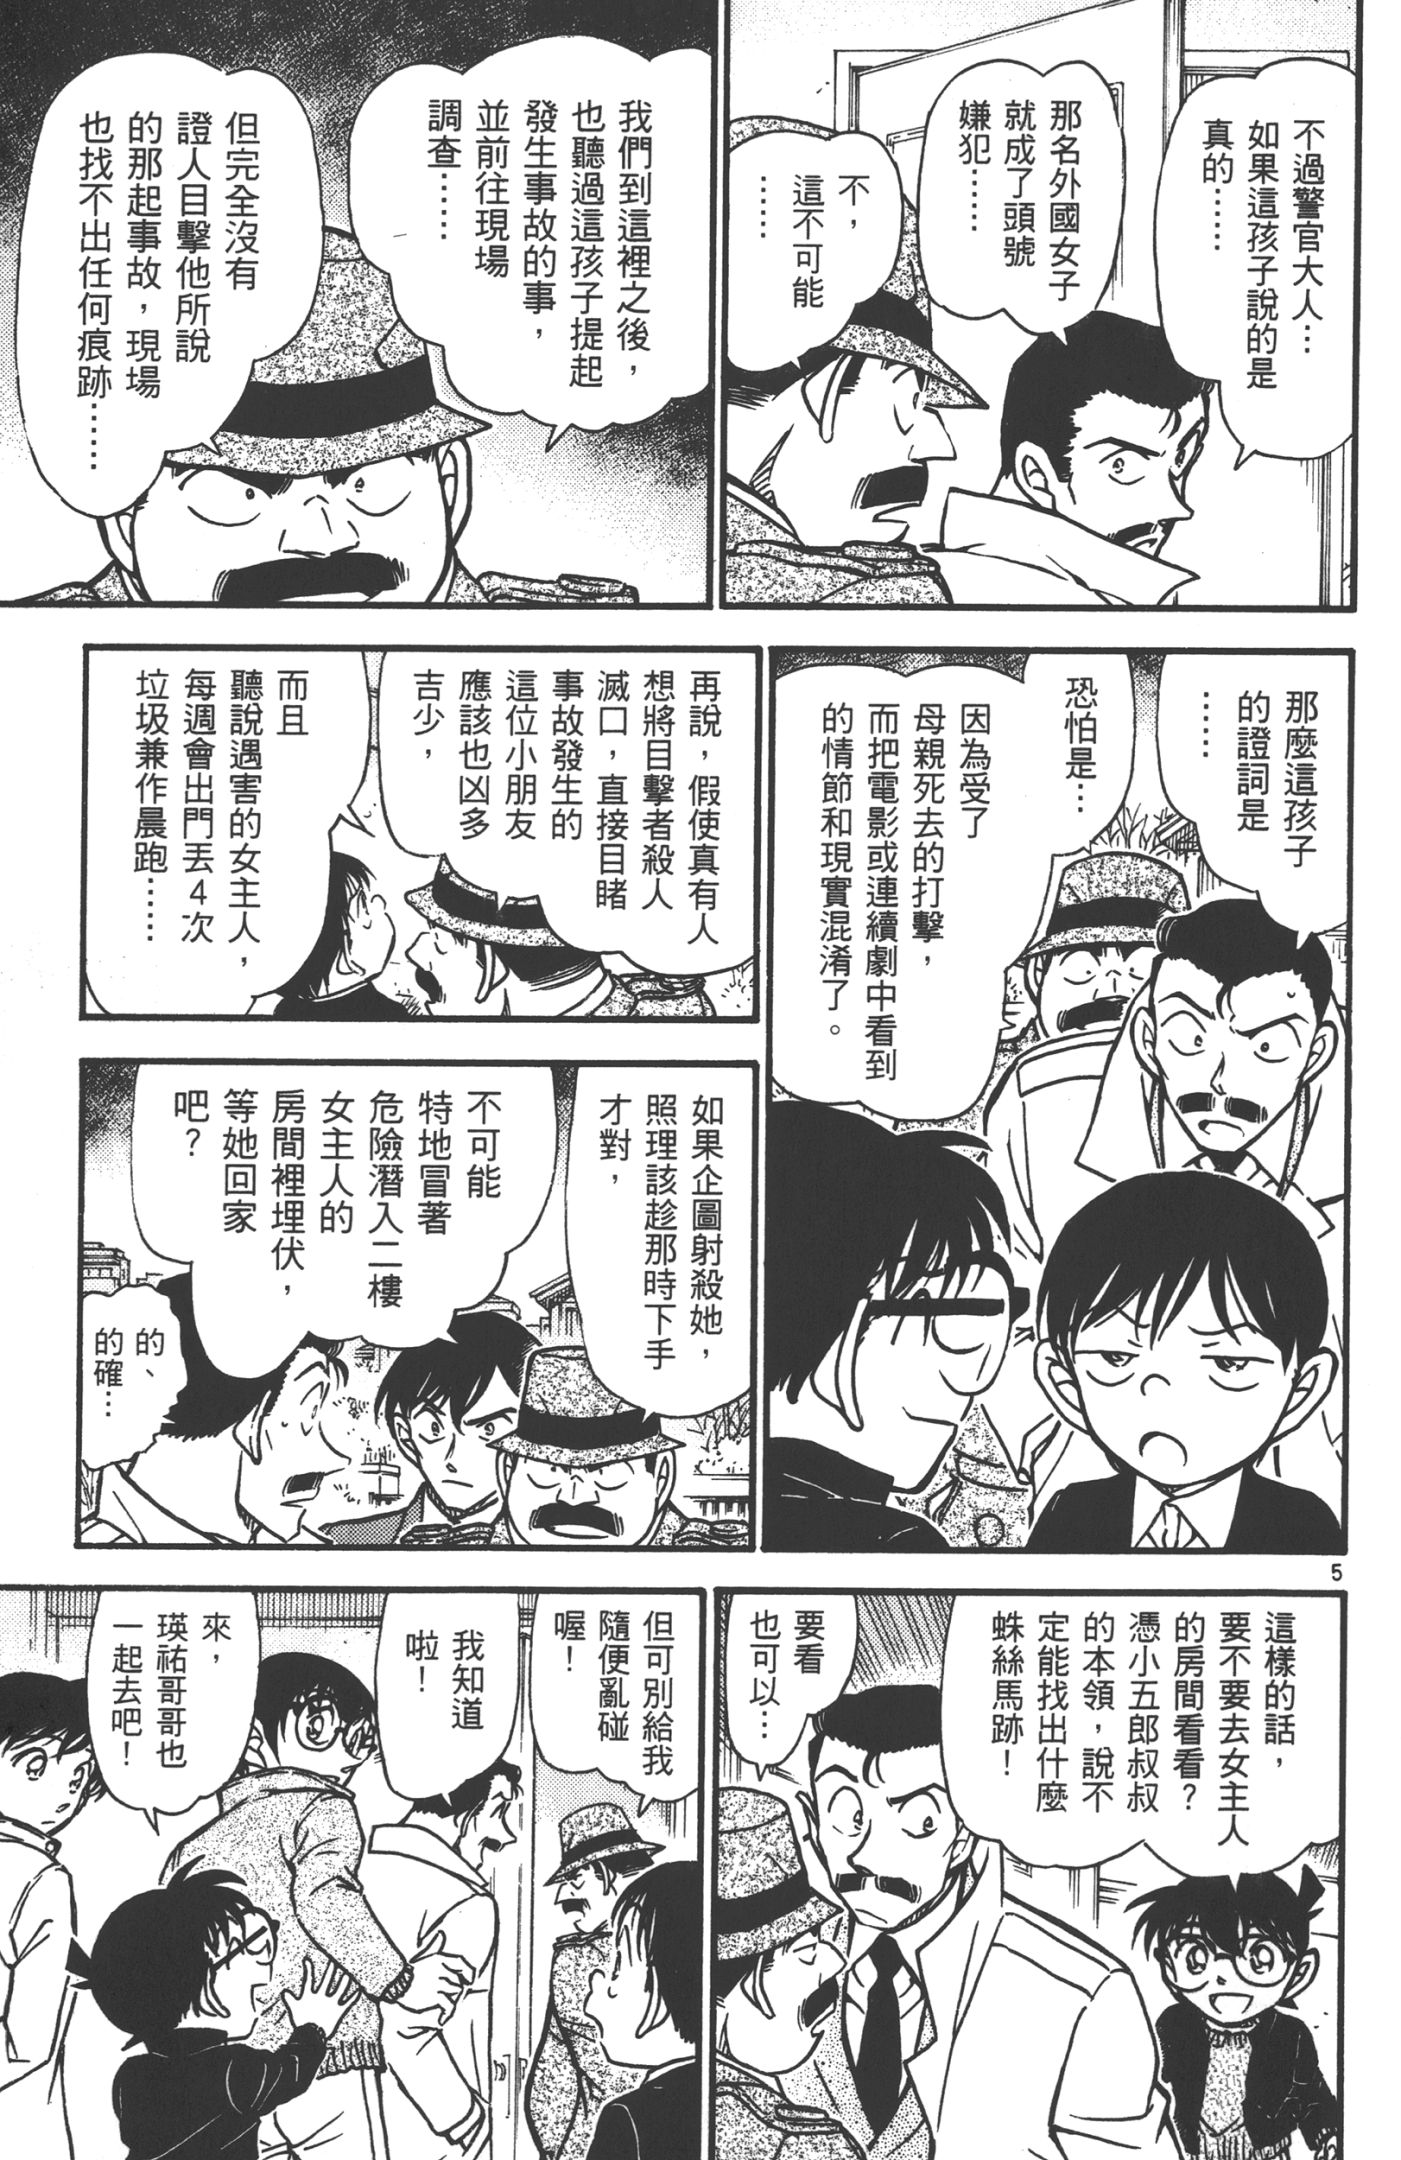 不過警官大人…
如果這孩子說的是
真的……
那名外國女子
就成了頭號
嫌犯……
不，
這不可能
……
我們到這裡之後，
也聽過這孩子提起
發生事故的事，
並前往現場
調查……
但完全沒有
證人目擊他所說
的那起事故，現場
也找不出任何痕跡……
那麼這孩子
的證詞是
……
恐怕是…
因為受了
母親死去的打擊，
而把電影或連續劇中看到
的情節和現實混淆了。
再說，假使真有人
想將目擊者殺人
滅口，直接目睹
事故發生的
這位小朋友
應該也凶多
吉少，
而且
聽說遇害的女主人，
每週會出門丟4次
垃圾兼作晨跑……
如果企圖射殺她，
照理該趁那時下手
才對，
不可能
特地冒著
危險潛入二樓
女主人的
房間裡埋伏，
等她回家
吧？
的、
的確…
5
這樣的話，
要不要去女主人
的房間看看？
憑小五郎叔叔
的本領，說不
定能找出什麼
蛛絲馬跡！
要看
也可以…
但可別給我
隨便亂碰
喔！
我知道
啦！
來，
瑛祐哥哥也
一起去吧！